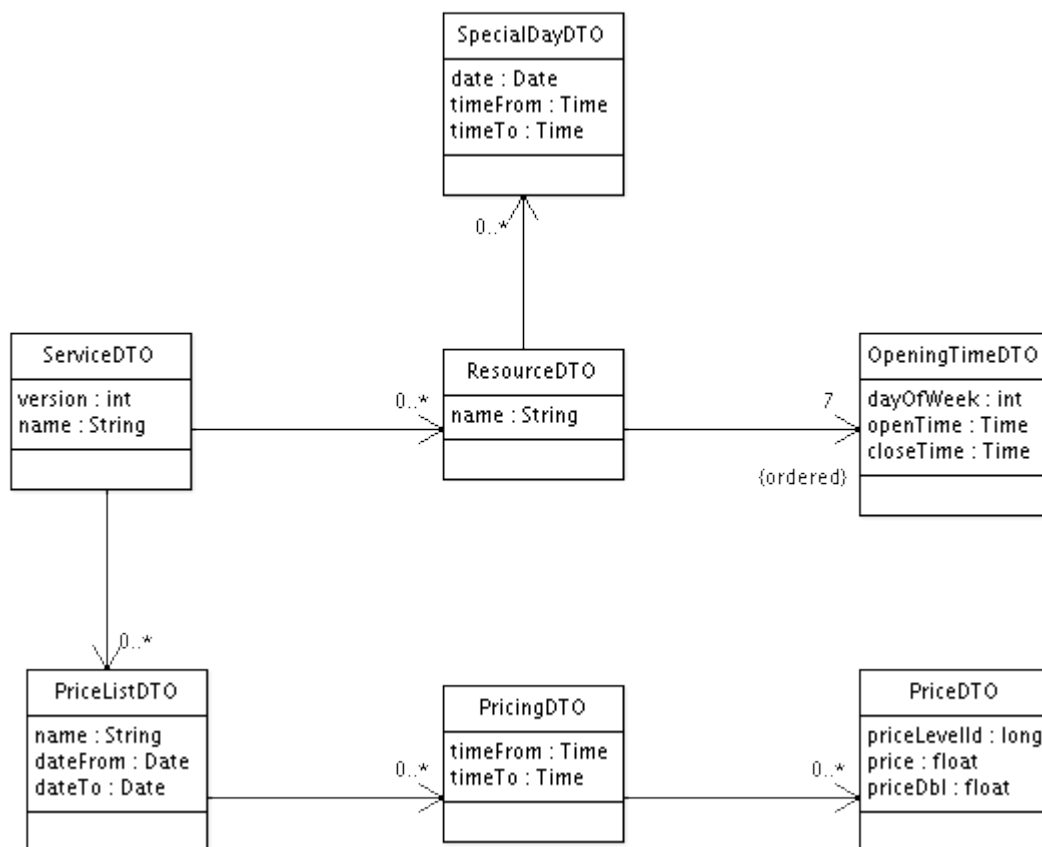 SpecialDayDTO
date : Date
timeFrom : Time
timeTo : Time
0..*
ServiceDTO
version : int
name : String
0..*
ResourceDTO
name : String
7
{ordered}
OpeningTimeDTO
dayOfWeek : int
openTime : Time
closeTime : Time
0..*
PriceListDTO
name : String
dateFrom : Date
dateTo : Date
0..*
PricingDTO
timeFrom : Time
timeTo : Time
0..*
PriceDTO
priceLevelId : long
price : float
priceDbl : float